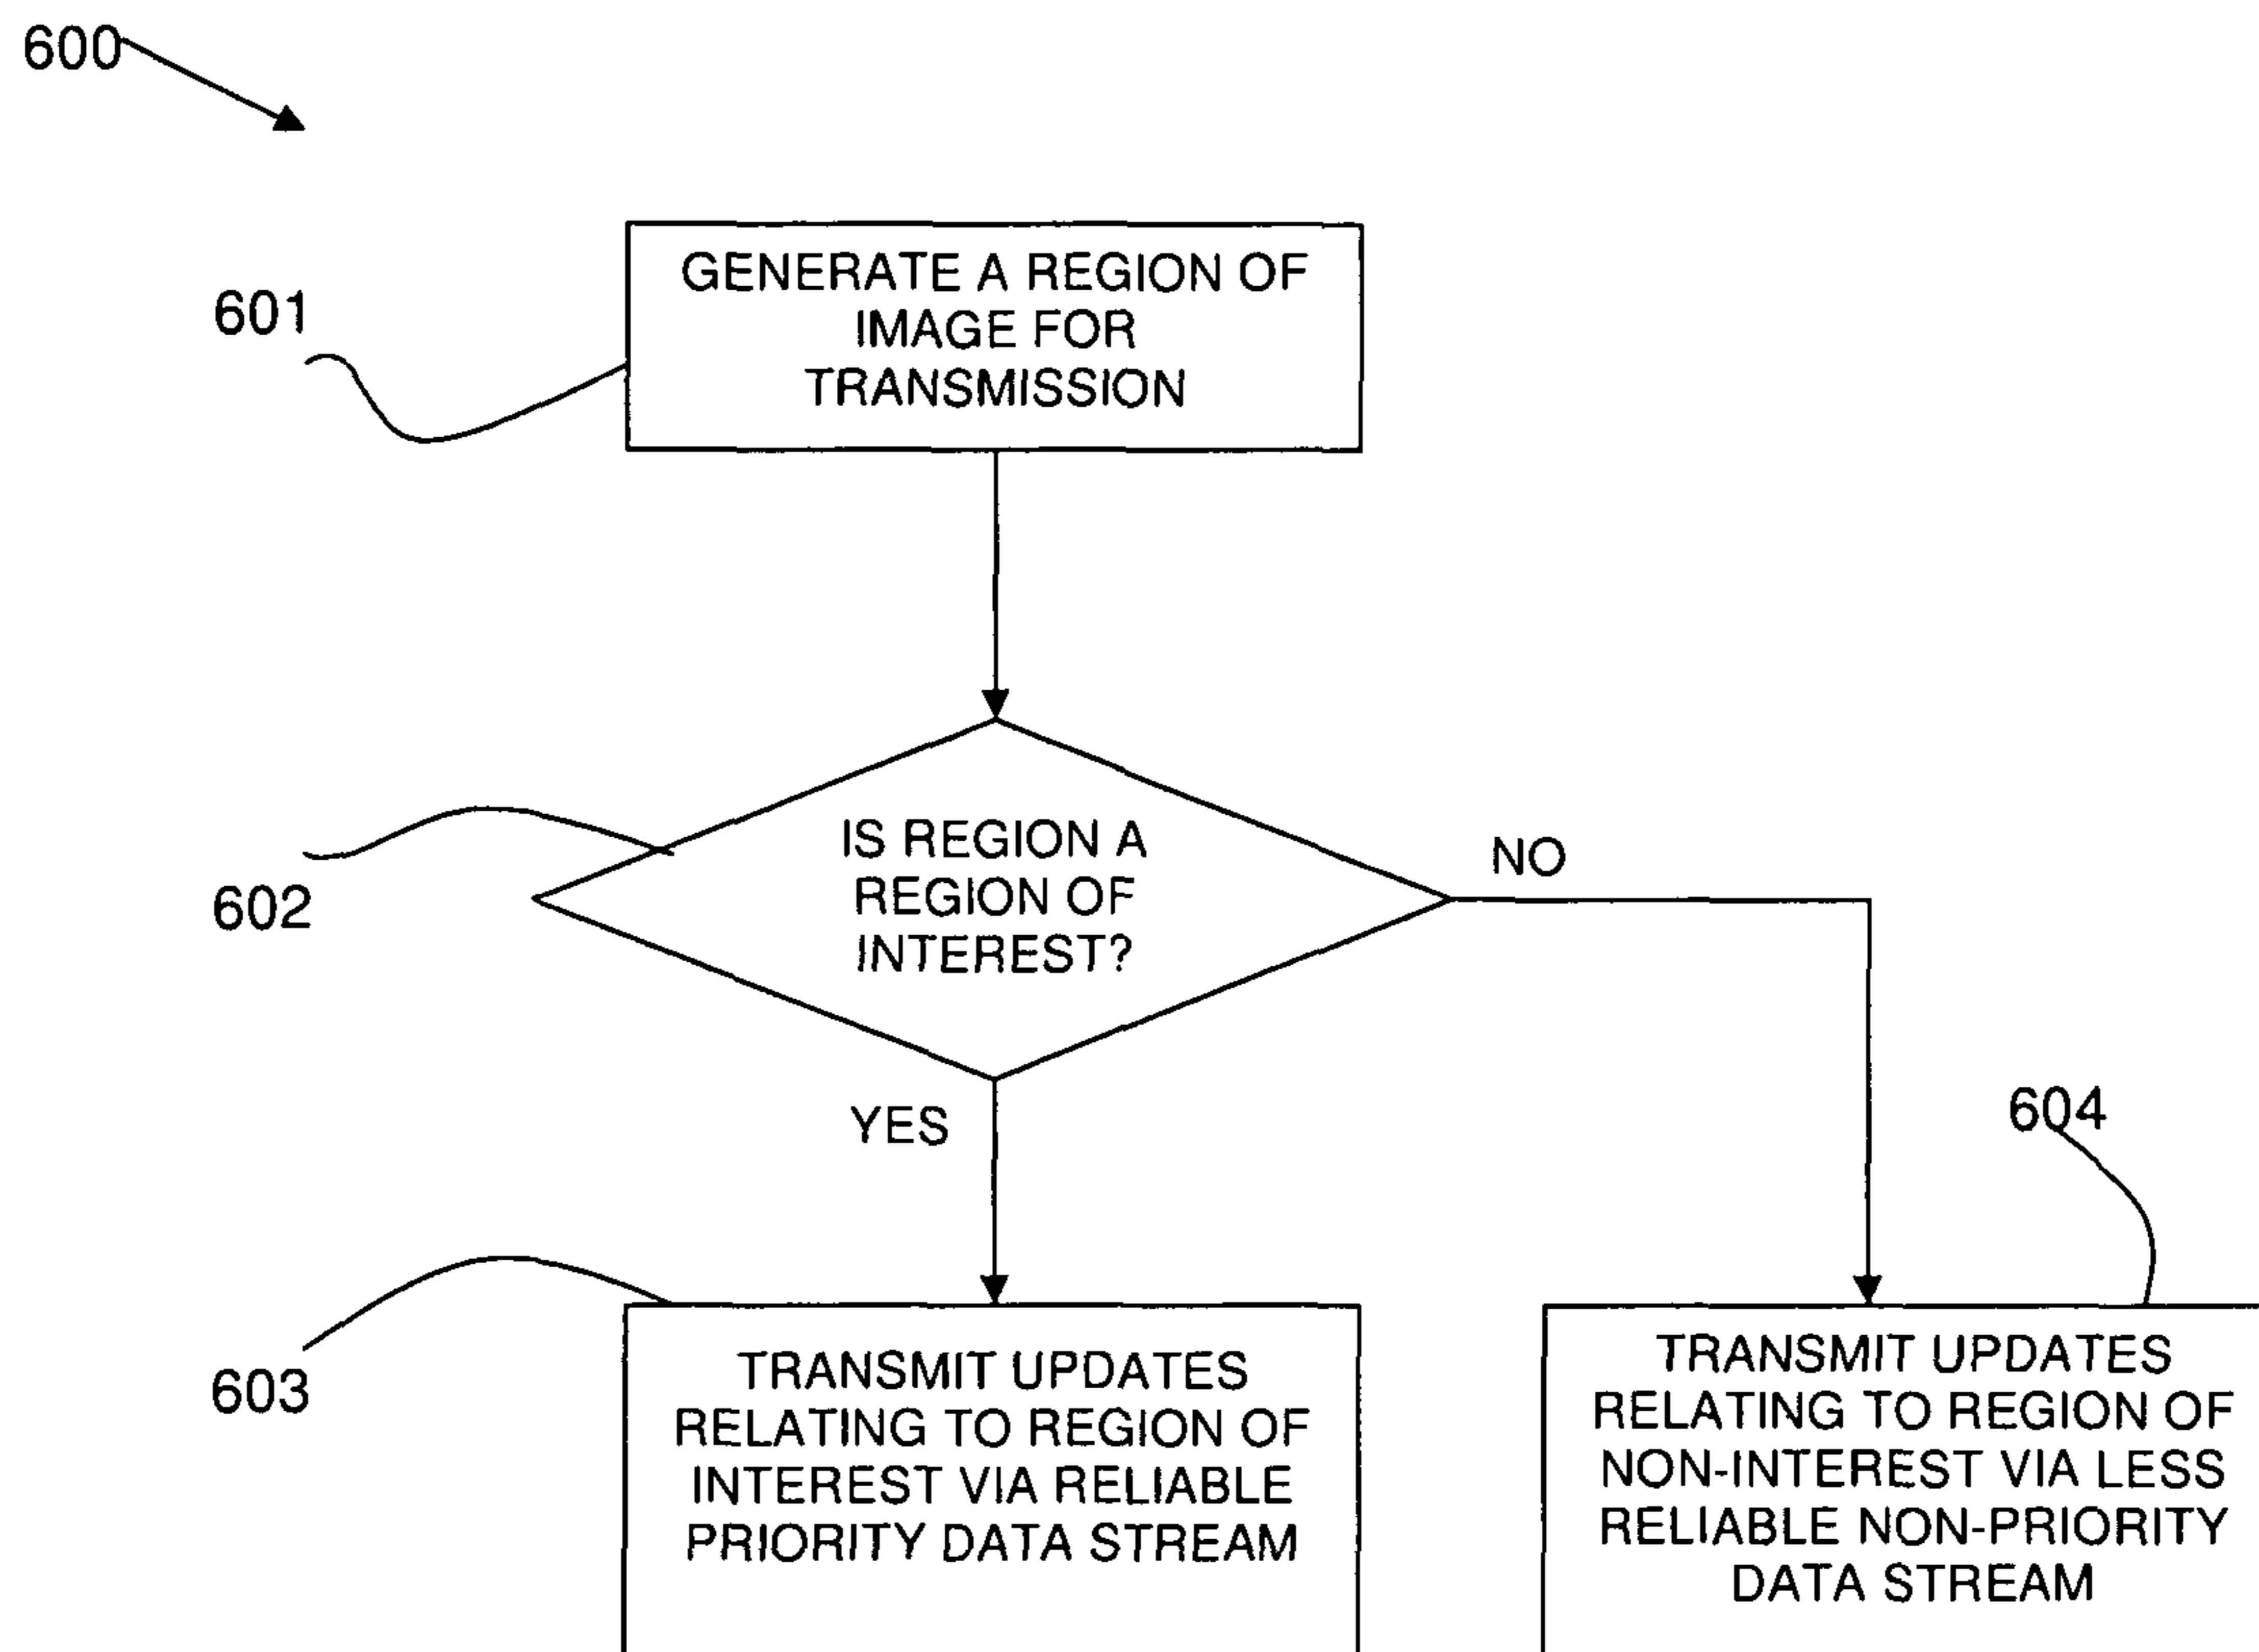 600
GENERATE A REGION OF
IMAGE FOR
TRANSMISSION
601
IS REGION A
REGION OF
INTEREST?
NO
602
YES
604
603
TRANSMIT UPDATES
RELATING TO REGION OF
INTEREST VIA RELIABLE
PRIORITY DATA STREAM
TRANSMIT UPDATES
RELATING TO REGION OF
NON-INTEREST VIA LESS
RELIABLE NON-PRIORITY
DATA STREAM